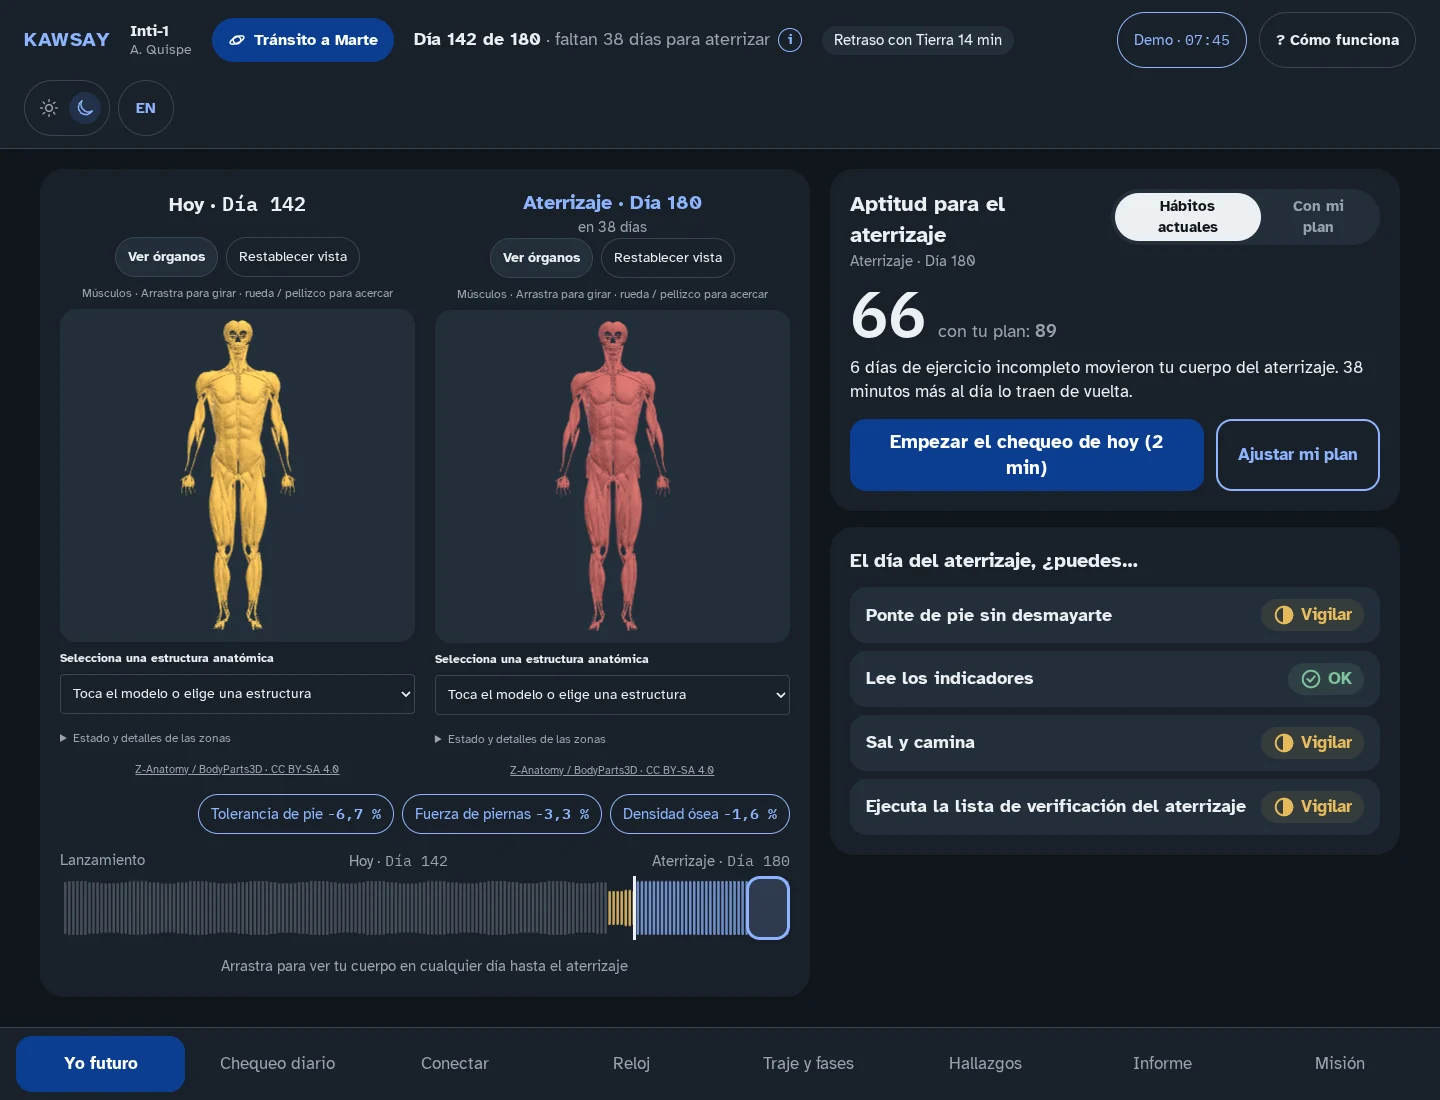 KAWSAY
Inti-1
A. Quispe
Tránsito a Marte
Día 142 de 180 · faltan 38 días para aterrizar
i
Retraso con Tierra 14 min
Demo · 07:45
? Cómo funciona
EN
Hoy · Día 142
Ver órganos
Restablecer vista
Músculos · Arrastra para girar · rueda / pellizco para acercar
Selecciona una estructura anatómica
Toca el modelo o elige una estructura
Estado y detalles de las zonas
Z-Anatomy / BodyParts3D · CC BY-SA 4.0
Aterrizaje · Día 180
en 38 días
Ver órganos
Restablecer vista
Músculos · Arrastra para girar · rueda / pellizco para acercar
Selecciona una estructura anatómica
Toca el modelo o elige una estructura
Estado y detalles de las zonas
Z-Anatomy / BodyParts3D · CC BY-SA 4.0
Tolerancia de pie -6,7 %
Fuerza de piernas -3,3 %
Densidad ósea -1,6 %
Lanzamiento
Hoy · Día 142
Aterrizaje · Día 180
Arrastra para ver tu cuerpo en cualquier día hasta el aterrizaje
Aptitud para el
aterrizaje
Aterrizaje · Día 180
Hábitos
actuales
Con mi
plan
66
con tu plan: 89
6 días de ejercicio incompleto movieron tu cuerpo del aterrizaje. 38
minutos más al día lo traen de vuelta.
Empezar el chequeo de hoy (2
min)
Ajustar mi plan
El día del aterrizaje, ¿puedes...
Ponte de pie sin desmayarte
Vigilar
Lee los indicadores
OK
Sal y camina
Vigilar
Ejecuta la lista de verificación del aterrizaje
Vigilar
Yo futuro
Chequeo diario
Conectar
Reloj
Traje y fases
Hallazgos
Informe
Misión